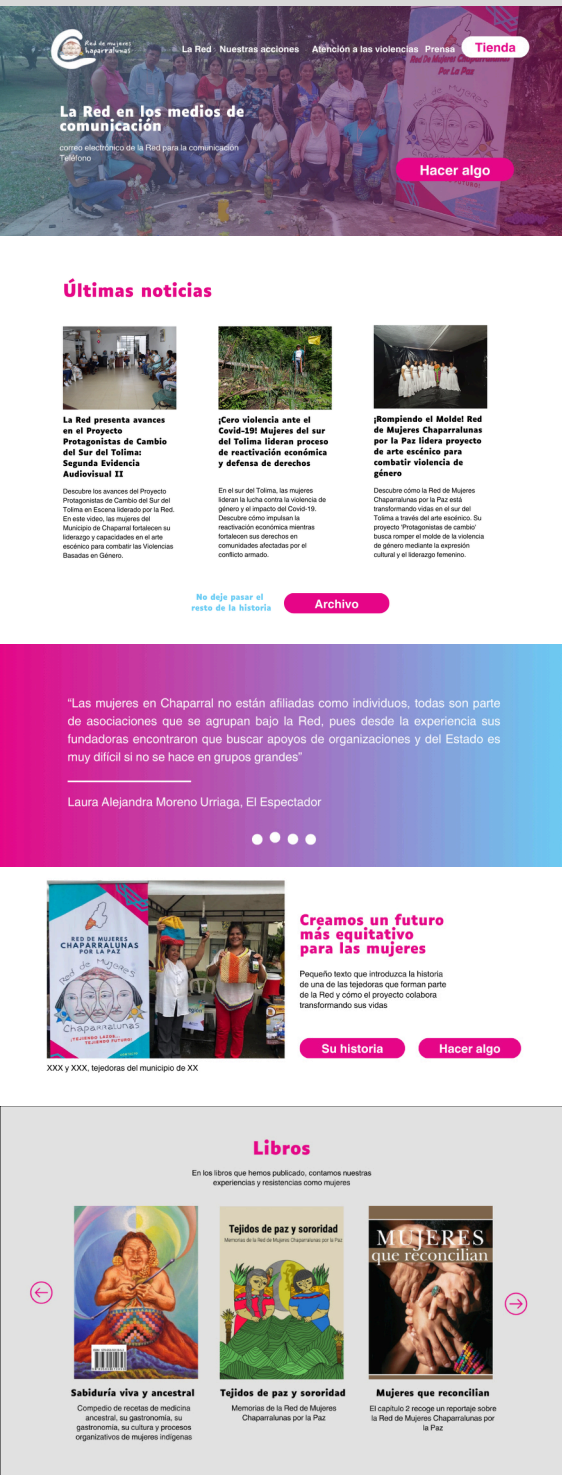 Red de mujeres
haparralunas
La Red Nuestras acciones Atención a las violencias Prensa Tienda
Red De Mujeres Chaparralunas
Por La Paz
La Red en los medios de
comunicación
correo electrónico de la Red para la comunicación
Teléfono
Hacer algo
FUTURO!
Últimas noticias
La Red presenta avances
en el Proyecto
Protagonistas de Cambio
del Sur del Tolima:
Segunda Evidencia
Audiovisual II
Descubre los avances del Proyecto
Protagonistas de Cambio del Sur del
Tolima en Escena liderado por la Red.
En este video, las mujeres del
Municipio de Chaparral fortalecen su
liderazgo y capacidades en el arte
escénico para combatir las Violencias
Basadas en Género.
¡Cero violencia ante el
Covid-19! Mujeres del sur
del Tolima lideran proceso
de reactivación económica
y defensa de derechos
En el sur del Tolima, las mujeres
lideran la lucha contra la violencia de
género y el impacto del Covid-19.
Descubre cómo impulsan la
reactivación económica mientras
fortalecen sus derechos en
comunidades afectadas por el
conflicto armado.
¡Rompiendo el Molde! Red
de Mujeres Chaparralunas
por la Paz lidera proyecto
de arte escénico para
combatir violencia de
género
Descubre cómo la Red de Mujeres
Chaparralunas por la Paz está
transformando vidas en el sur del
Tolima a través del arte escénico. Su
proyecto 'Protagonistas de cambio'
busca romper el molde de la violencia
de género mediante la expresión
cultural y el liderazgo femenino.
No deje pasar el
resto de la historia
Archivo
“Las mujeres en Chaparral no están afiliadas como individuos, todas son parte
de asociaciones que se agrupan bajo la Red, pues desde la experiencia sus
fundadoras encontraron que buscar apoyos de organizaciones y del Estado es
muy difícil si no se hace en grupos grandes”
Laura Alejandra Moreno Urriaga, El Espectador
RED DE MUJERES
CHAPARRALUNAS
POR LA PAZ
Red de Mujeres
Chaparralunas
¡TEJIENDO LAZOS...
TEJIENDO FUTURO!
XXX y XXX, tejedoras del municipio de XX
Creamos un futuro
más equitativo
para las mujeres
Pequeño texto que introduzca la historia
de una de las tejedoras que forman parte
de la Red y cómo el proyecto colabora
transformando sus vidas
Su historia
Hacer algo
Libros
En los libros que hemos publicado, contamos nuestras
experiencias y resistencias como mujeres
Tejidos de paz y sororidad
Memorias de la Red de Mujeres Chaparralunas por la Paz
MUJERES
que reconcilian
Sabiduría viva y ancestral
Compedio de recetas de medicina
ancestral, su gastronomía, su
gastronomía, su cultura y procesos
organizativos de mujeres indígenas
Tejidos de paz y sororidad
Memorias de la Red de Mujeres
Chaparralunas por la Paz
Mujeres que reconcilian
El capítulo 2 recoge un reportaje sobre
la Red de Mujeres Chaparralunas por
la Paz